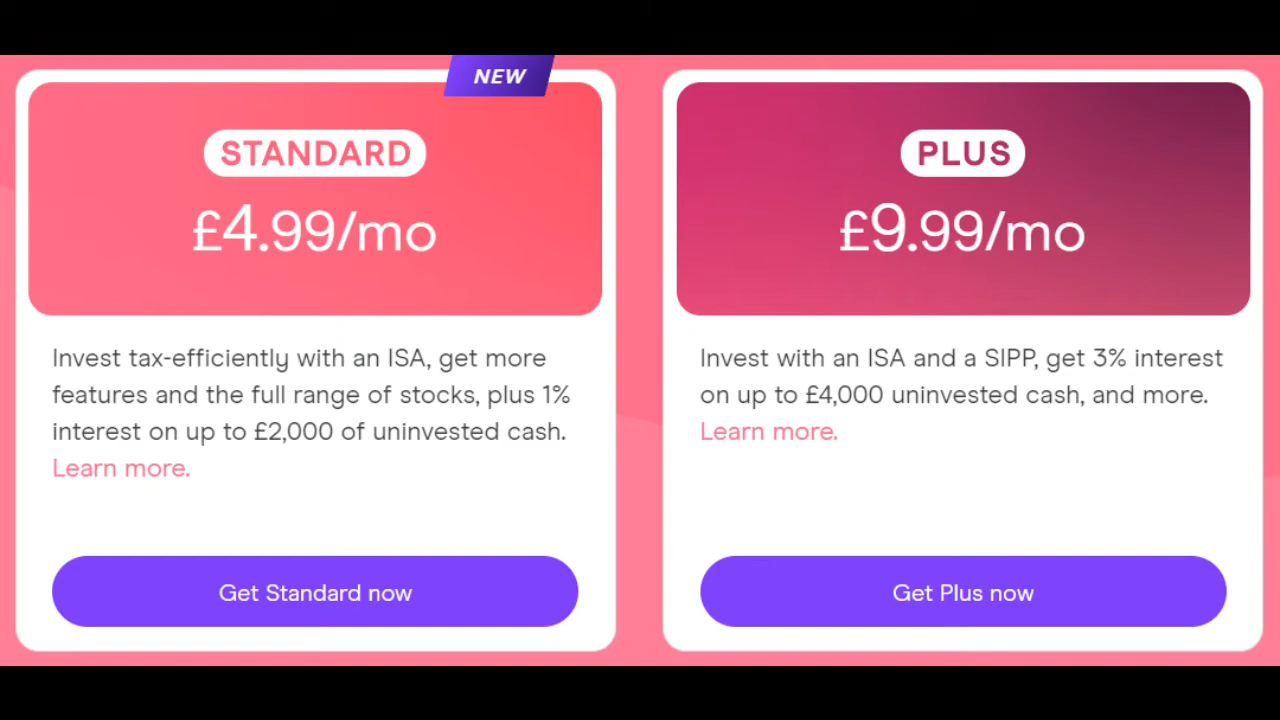 NEW
STANDARD
£4.99/mo
Invest tax-efficiently with an ISA, get more
features and the full range of stocks, plus 1%
interest on up to £2,000 of uninvested cash.
Learn more.
Get Standard now
PLUS
£9.99/mo
Invest with an ISA and a SIPP, get 3% interest
on up to £4,000 uninvested cash, and more.
Learn more.
Get Plus now